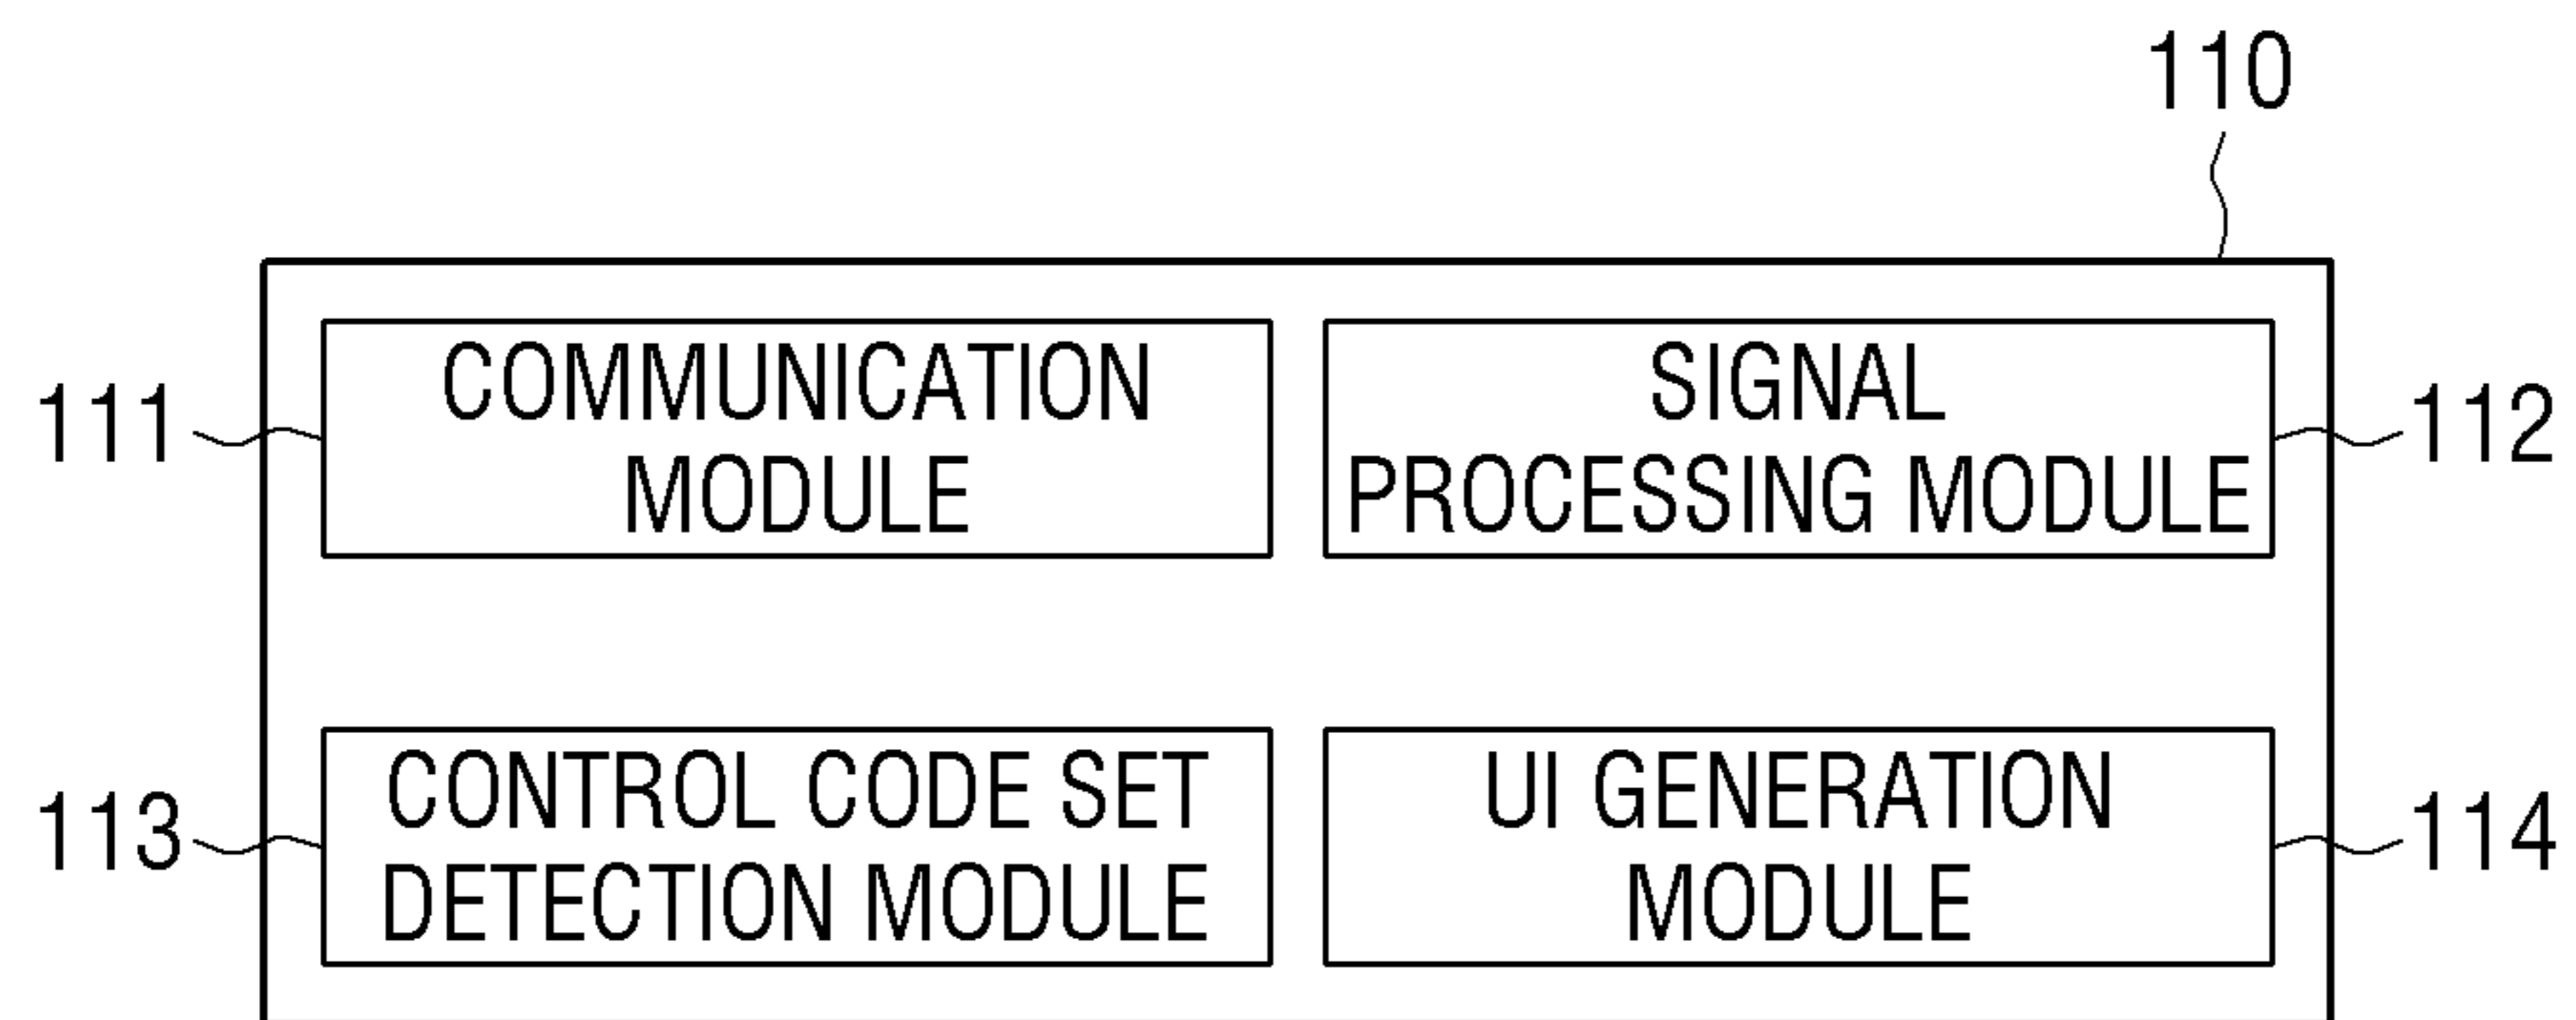 110
111
COMMUNICATION
MODULE
SIGNAL
PROCESSING MODULE
112
113
CONTROL CODE SET
DETECTION MODULE
UI GENERATION
MODULE
114